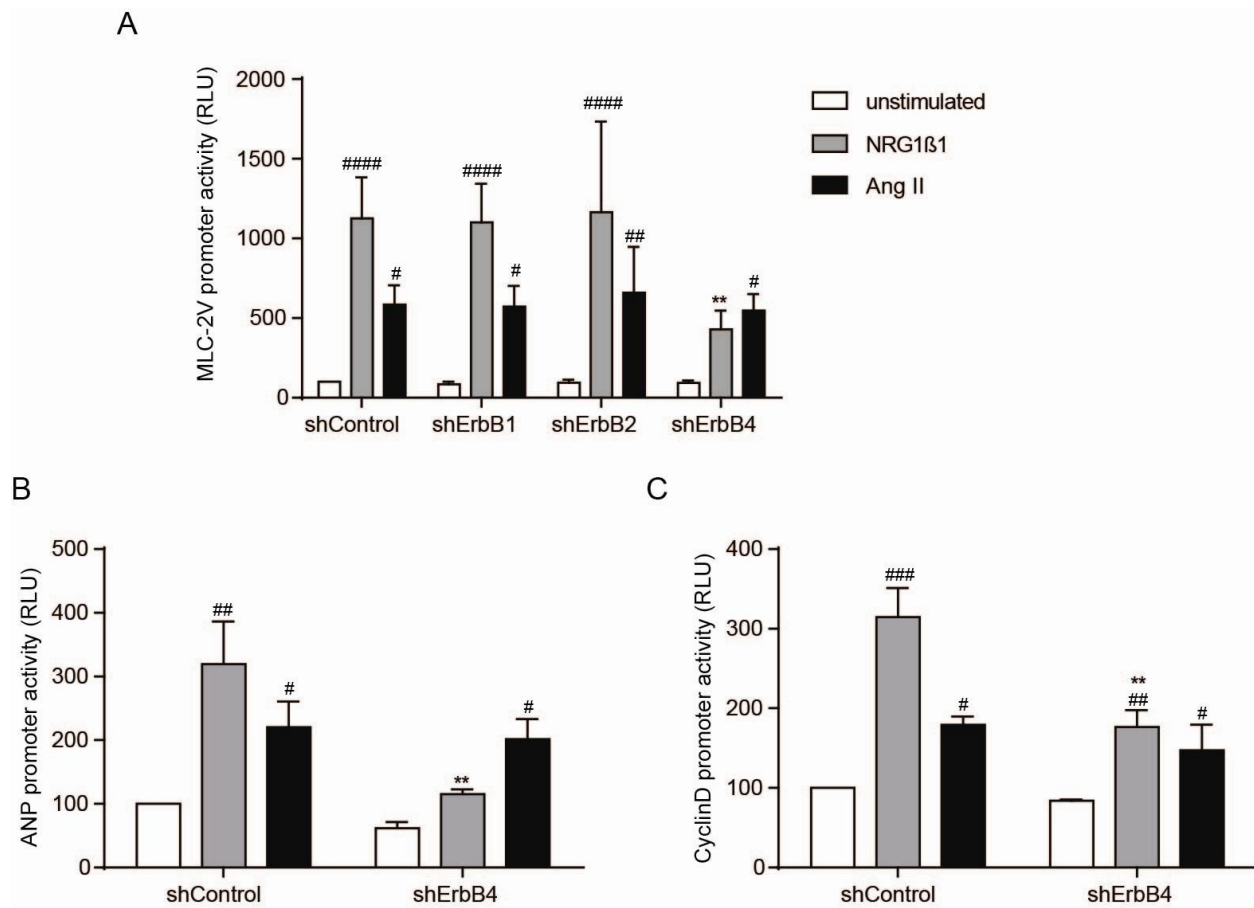 A
MLC-2V promoter activity (RLU)
2000
1500
1000
500
0
####
#
####
#
####
##
**
#
shControl
shErbB1
shErbB2
shErbB4
unstimulated
NRG1ß1
Ang II
B
ANP promoter activity (RLU)
500
400
300
200
100
0
##
#
**
#
shControl
shErbB4
C
CyclinD promoter activity (RLU)
400
300
200
100
0
###
#
**
##
#
shControl
shErbB4